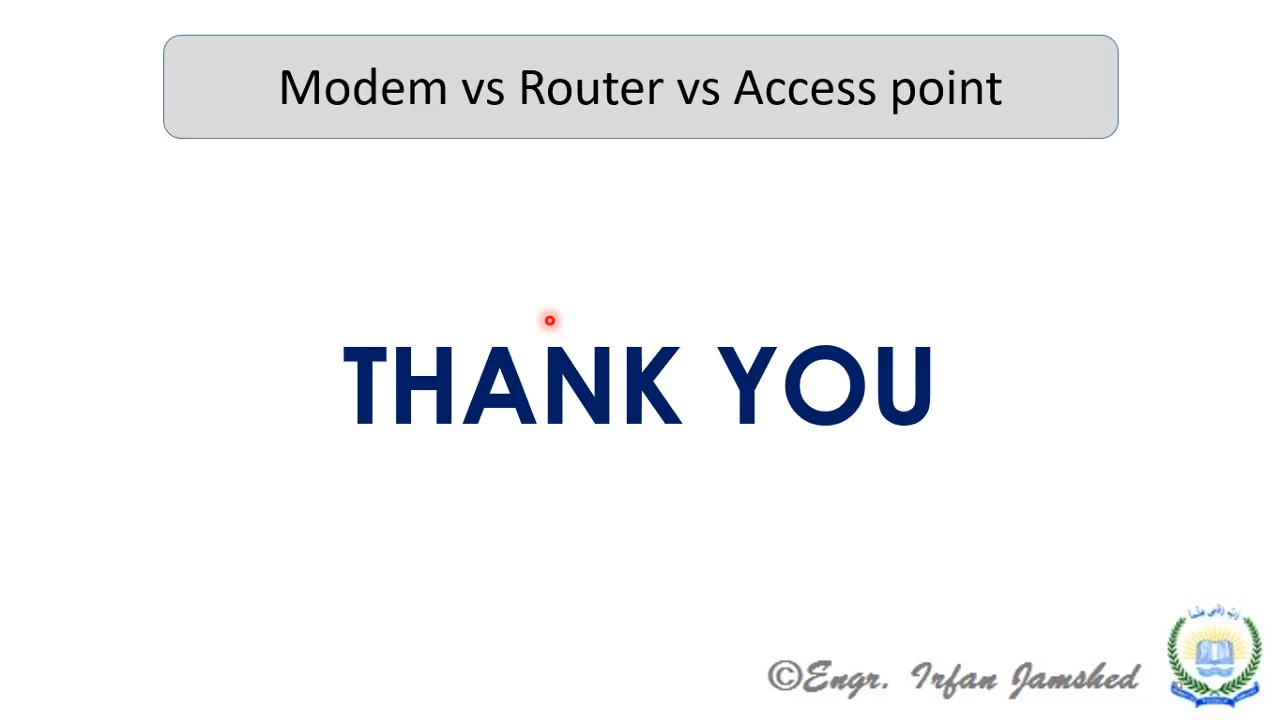 Modem vs Router vs Access point
THANK YOU
رَبِّ زِدْنِي عِلْمًا
©Engr. Irfan Jamshed